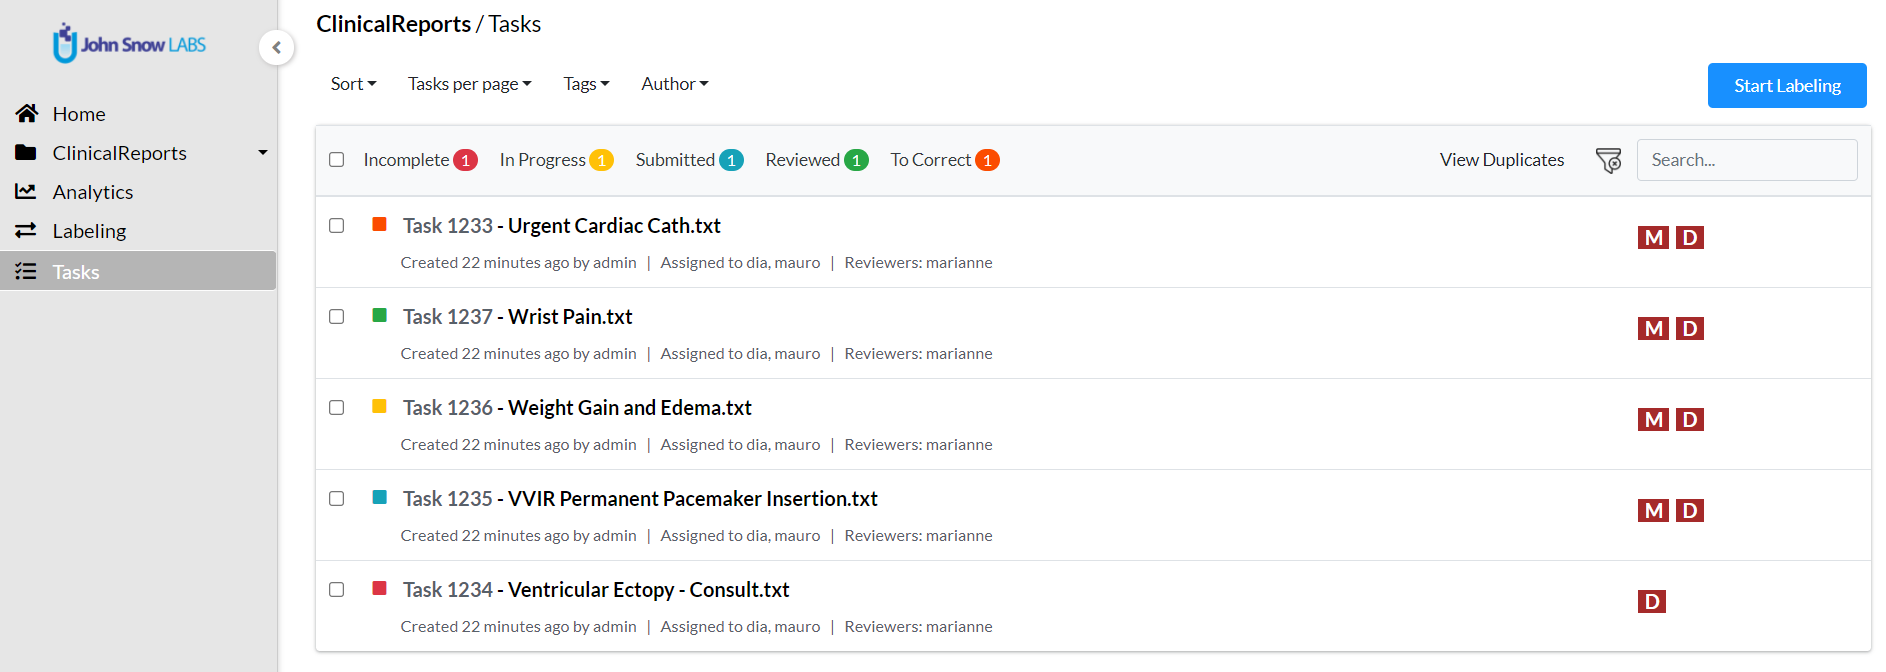 John Snow LABS
Home
ClinicalReports
Analytics
Labeling
Tasks
ClinicalReports / Tasks
Sort Tasks per page Tags Author
Start Labeling
Incomplete 1 In Progress 1 Submitted 1 Reviewed 1 To Correct 1 View Duplicates Search...
Task 1233 - Urgent Cardiac Cath.txt
M D
Created 22 minutes ago by admin | Assigned to dia, mauro | Reviewers: marianne
Task 1237 - Wrist Pain.txt
M D
Created 22 minutes ago by admin | Assigned to dia, mauro | Reviewers: marianne
Task 1236 - Weight Gain and Edema.txt
M D
Created 22 minutes ago by admin | Assigned to dia, mauro | Reviewers: marianne
Task 1235 - VVIR Permanent Pacemaker Insertion.txt
M D
Created 22 minutes ago by admin | Assigned to dia, mauro | Reviewers: marianne
Task 1234 - Ventricular Ectopy - Consult.txt
D
Created 22 minutes ago by admin | Assigned to dia, mauro | Reviewers: marianne